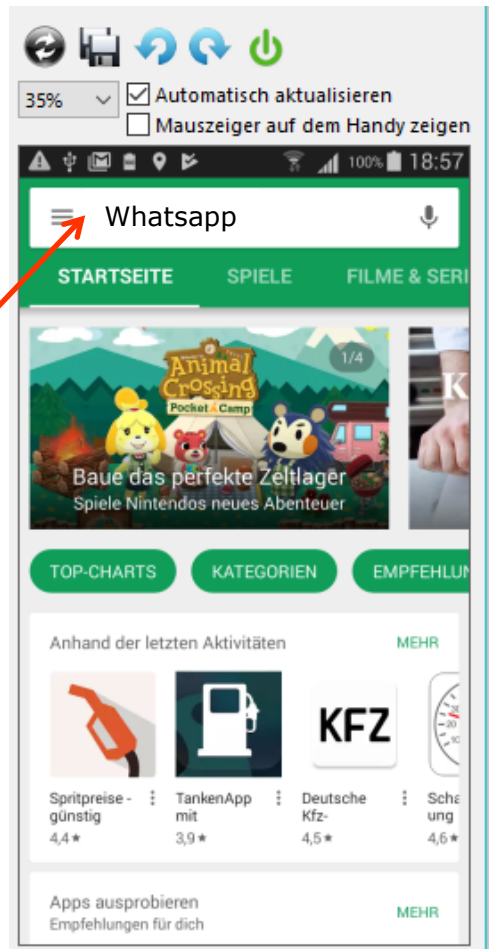 35%
Automatisch aktualisieren
Mauszeiger auf dem Handy zeigen
100% 18:57
Whatsapp
STARTSEITE SPIELE FILME & SERI
1/4
Animal
Crossing
Pocket Camp
K
Baue das perfekte Zeltlager
Spiele Nintendos neues Abenteuer
TOP-CHARTS KATEGORIEN EMPFEHLUN
Anhand der letzten Aktivitäten MEHR
KFZ
Spritpreise - TankenApp Deutsche Scha
günstig mit Kfz- ung
4,4★ 3,9★ 4,5★ 4,6★
Apps ausprobieren MEHR
Empfehlungen für dich